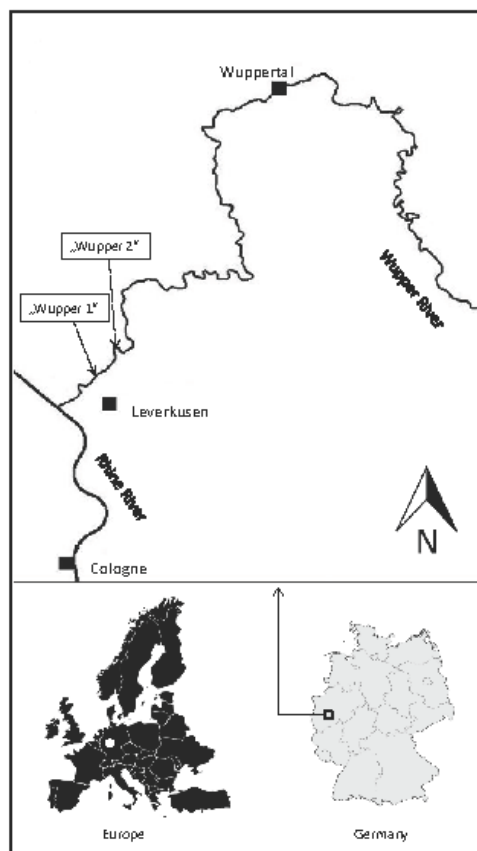 Wuppertal
„Wupper 2“
Wupper River
„Wupper 1“
Leverkusen
Rhine River
N
Cologne
Europe
Germany